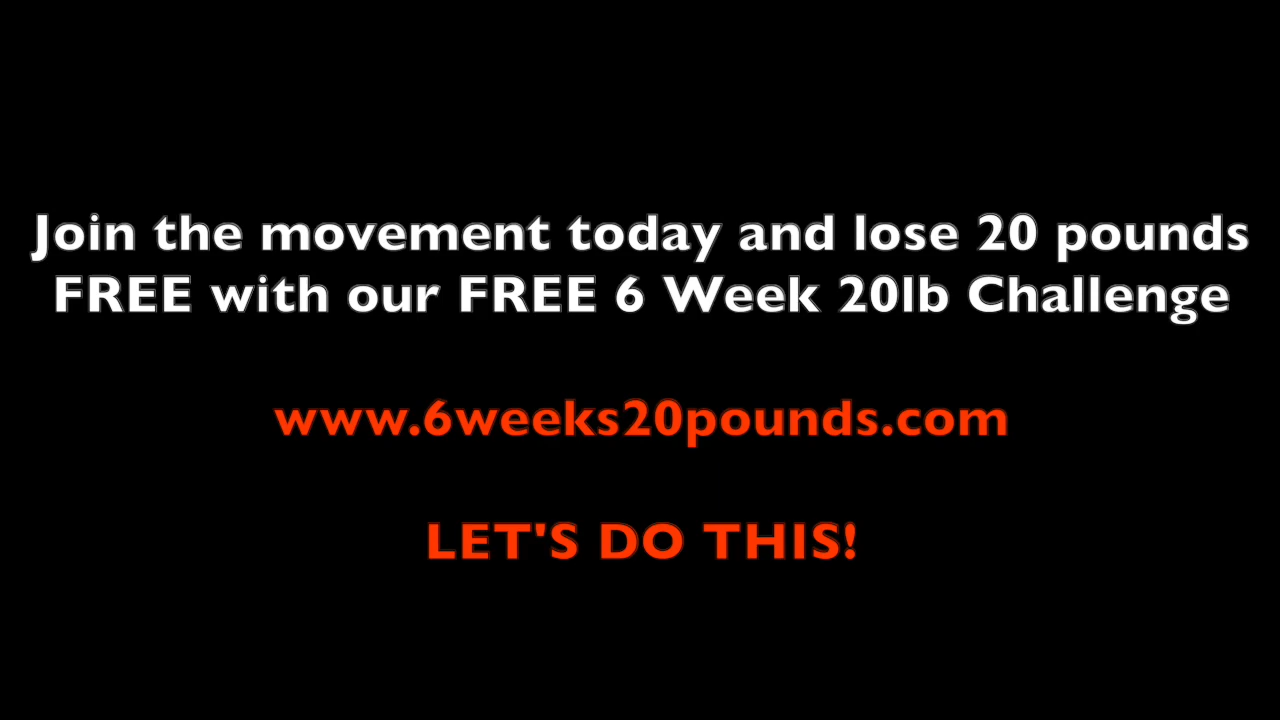 Join the movement today and lose 20 pounds
FREE with our FREE 6 Week 20lb Challenge
www.6weeks20pounds.com
LET'S DO THIS!